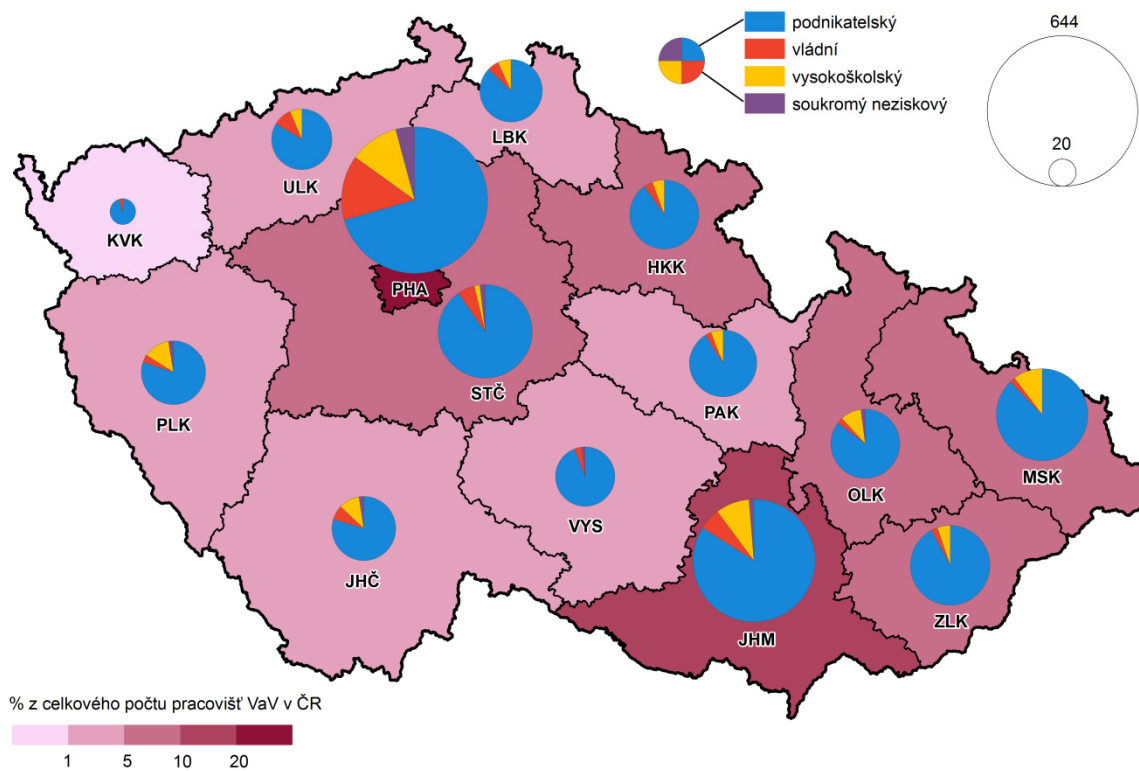 podnikatelský
vládní
vysokoškolský
soukromý neziskový
644
20
LBK
ULK
KVK
HKK
PHA
STČ
PAK
PLK
MSK
OLK
VYS
JHČ
ZLK
JHM
% z celkového počtu pracovišť VaV v ČR
1 5 10 20